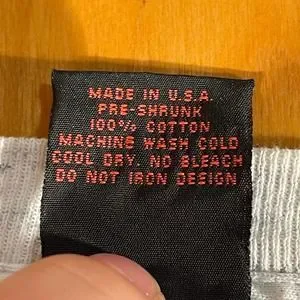 MADE IN U.S.A.
PRE-SHRUNK
100% COTTON
MACHINE WASH COLD
COOL DRY. NO BLEACH
DO NOT IRON DESIGN